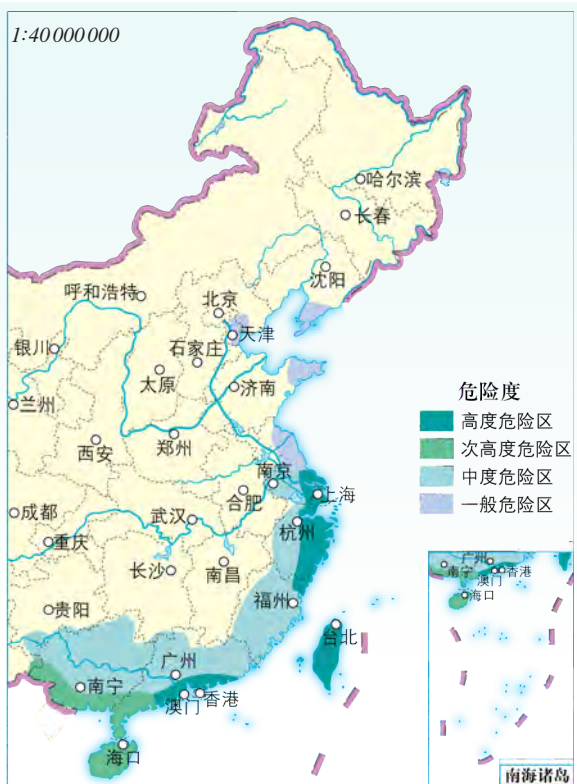 1:40 000 000
哈尔滨
长春
沈阳
呼和浩特
北京
天津
银川
石家庄
太原
济南
兰州
西安
郑州
南京
上海
合肥
成都
武汉
杭州
重庆
长沙
南昌
贵阳
福州
台北
广州
南宁
澳门
香港
海口
危险度
高度危险区
次高度危险区
中度危险区
一般危险区
广州
南宁
澳门
香港
海口
南海诸岛